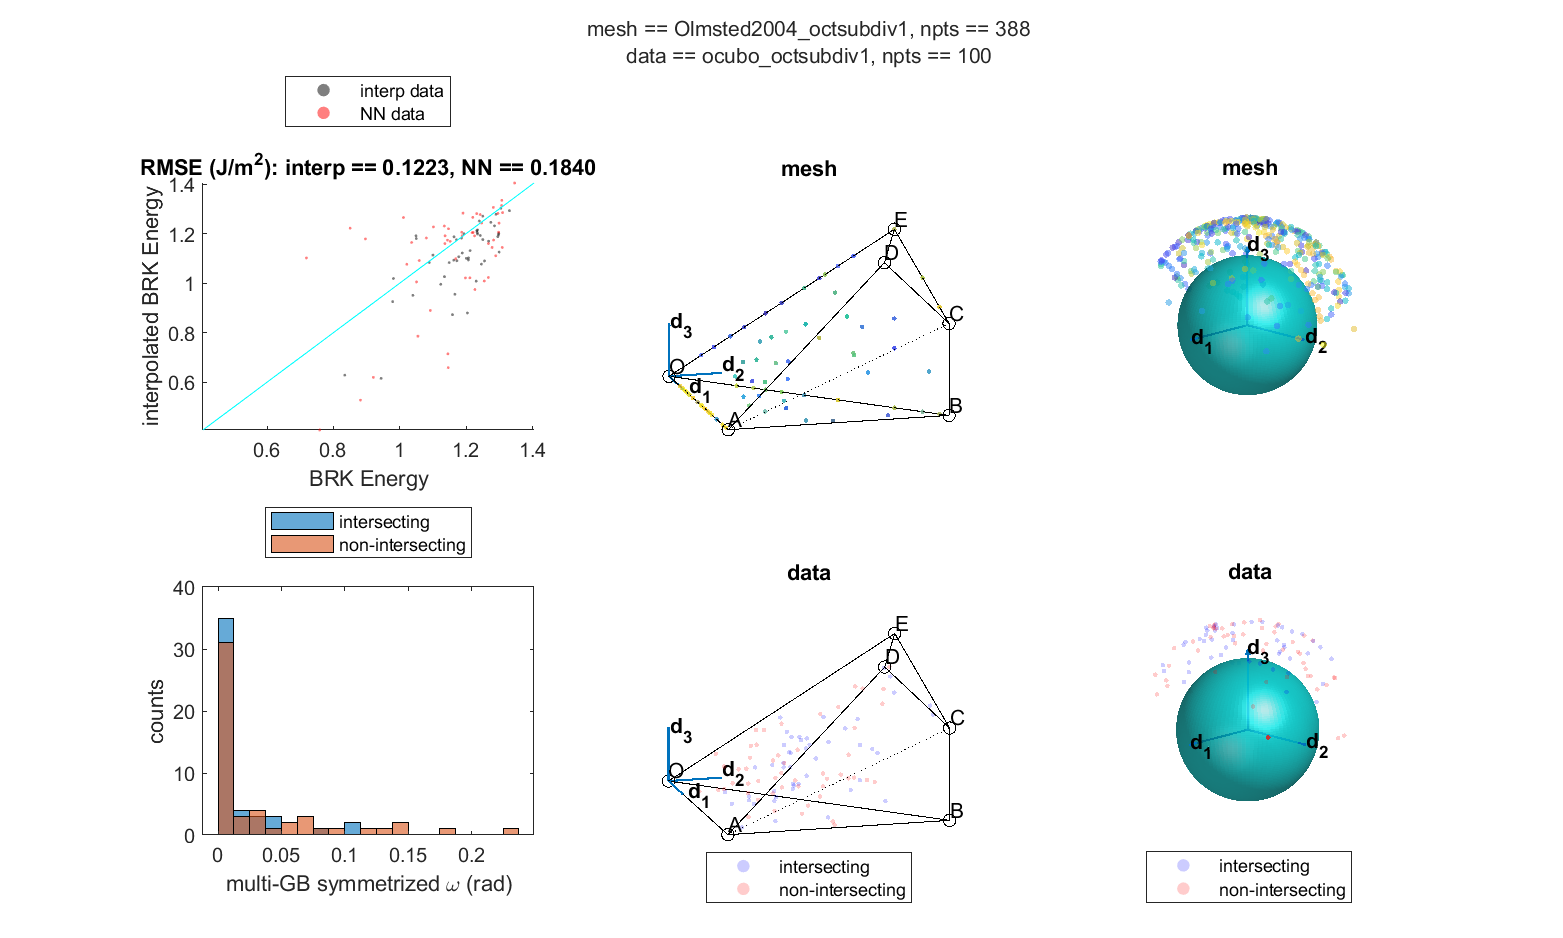 mesh == Olmsted2004_octsubdiv1, npts == 388
data == ocubo_octsubdiv1, npts == 100
interp data
NN data
RMSE (J/m2): interp == 0.1223, NN == 0.1840
interpolated BRK Energy
1.4
1.2
1
0.8
0.6
0.6 0.8 1 1.2 1.4
BRK Energy
mesh
E
D
C
d3
O
d2
d1
A
B
mesh
d3
d1
d2
intersecting
non-intersecting
counts
40
30
20
10
0
0 0.05 0.1 0.15 0.2
multi-GB symmetrized ω (rad)
data
E
D
C
d3
O
d2
d1
A
B
intersecting
non-intersecting
data
d3
d1
d2
intersecting
non-intersecting